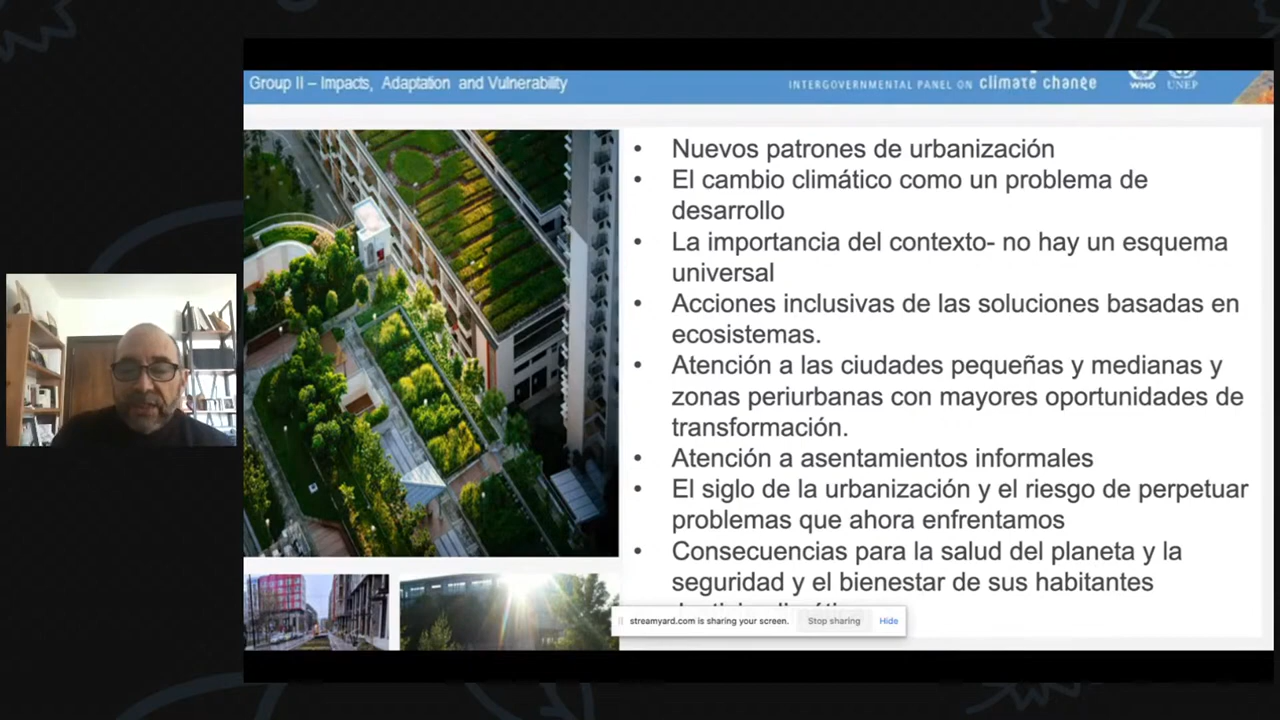 Group II – Impacts, Adaptation and Vulnerability
INTERGOVERNMENTAL PANEL ON climate change
WMO UNEP
• Nuevos patrones de urbanización
• El cambio climático como un problema de
desarrollo
• La importancia del contexto- no hay un esquema
universal
• Acciones inclusivas de las soluciones basadas en
ecosistemas.
• Atención a las ciudades pequeñas y medianas y
zonas periurbanas con mayores oportunidades de
transformación.
• Atención a asentamientos informales
• El siglo de la urbanización y el riesgo de perpetuar
problemas que ahora enfrentamos
• Consecuencias para la salud del planeta y la
seguridad y el bienestar de sus habitantes
streamyard.com is sharing your screen. Stop sharing Hide